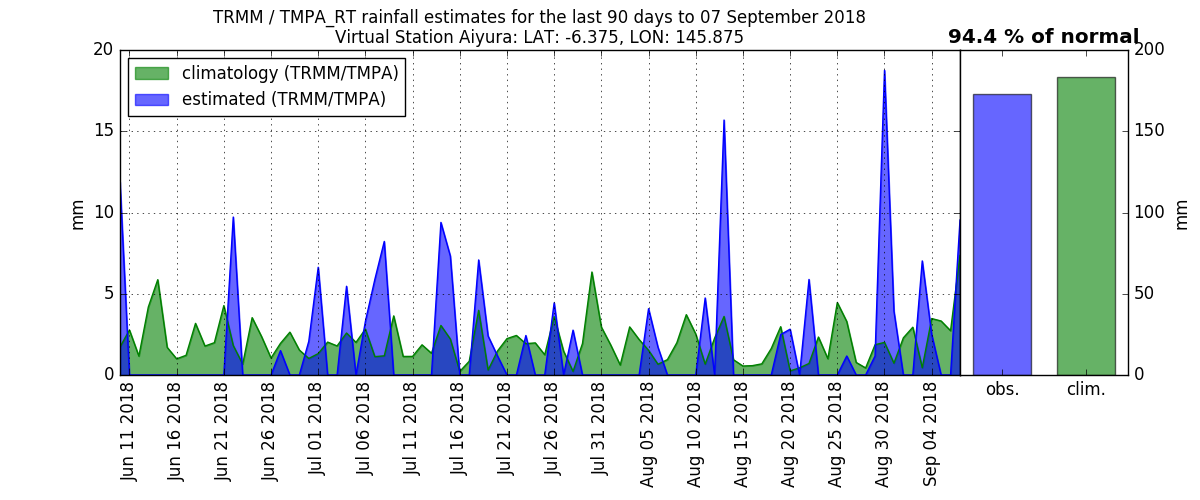 TRMM / TMPA_RT rainfall estimates for the last 90 days to 07 September 2018
Virtual Station Aiyura: LAT: -6.375, LON: 145.875
94.4 % of normal
climatology (TRMM/TMPA)
estimated (TRMM/TMPA)
20
15
10
5
0
mm
200
150
100
50
0
mm
Jun 11 2018
Jun 16 2018
Jun 21 2018
Jun 26 2018
Jul 01 2018
Jul 06 2018
Jul 11 2018
Jul 16 2018
Jul 21 2018
Jul 26 2018
Jul 31 2018
Aug 05 2018
Aug 10 2018
Aug 15 2018
Aug 20 2018
Aug 25 2018
Aug 30 2018
Sep 04 2018
obs.
clim.